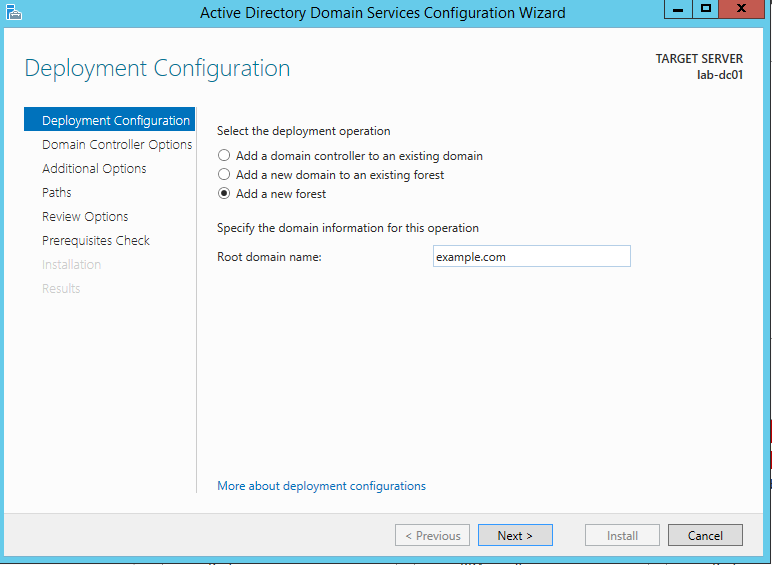 Active Directory Domain Services Configuration Wizard
Deployment Configuration
TARGET SERVER
lab-dc01
Deployment Configuration
Domain Controller Options
Additional Options
Paths
Review Options
Prerequisites Check
Installation
Results
Select the deployment operation
Add a domain controller to an existing domain
Add a new domain to an existing forest
Add a new forest
Specify the domain information for this operation
Root domain name:
example.com
More about deployment configurations
< Previous
Next >
Install
Cancel